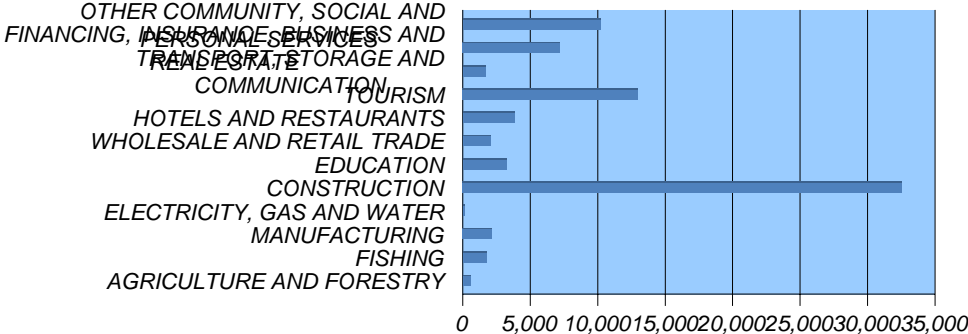 OTHER COMMUNITY, SOCIAL AND
PERSONAL SERVICES
FINANCING, INSURANCE, BUSINESS AND
REAL ESTATE
TRANSPORT, STORAGE AND
COMMUNICATION
TOURISM
HOTELS AND RESTAURANTS
WHOLESALE AND RETAIL TRADE
EDUCATION
CONSTRUCTION
ELECTRICITY, GAS AND WATER
MANUFACTURING
FISHING
AGRICULTURE AND FORESTRY
0 5,000 10,000 15,000 20,000 25,000 30,000 35,000